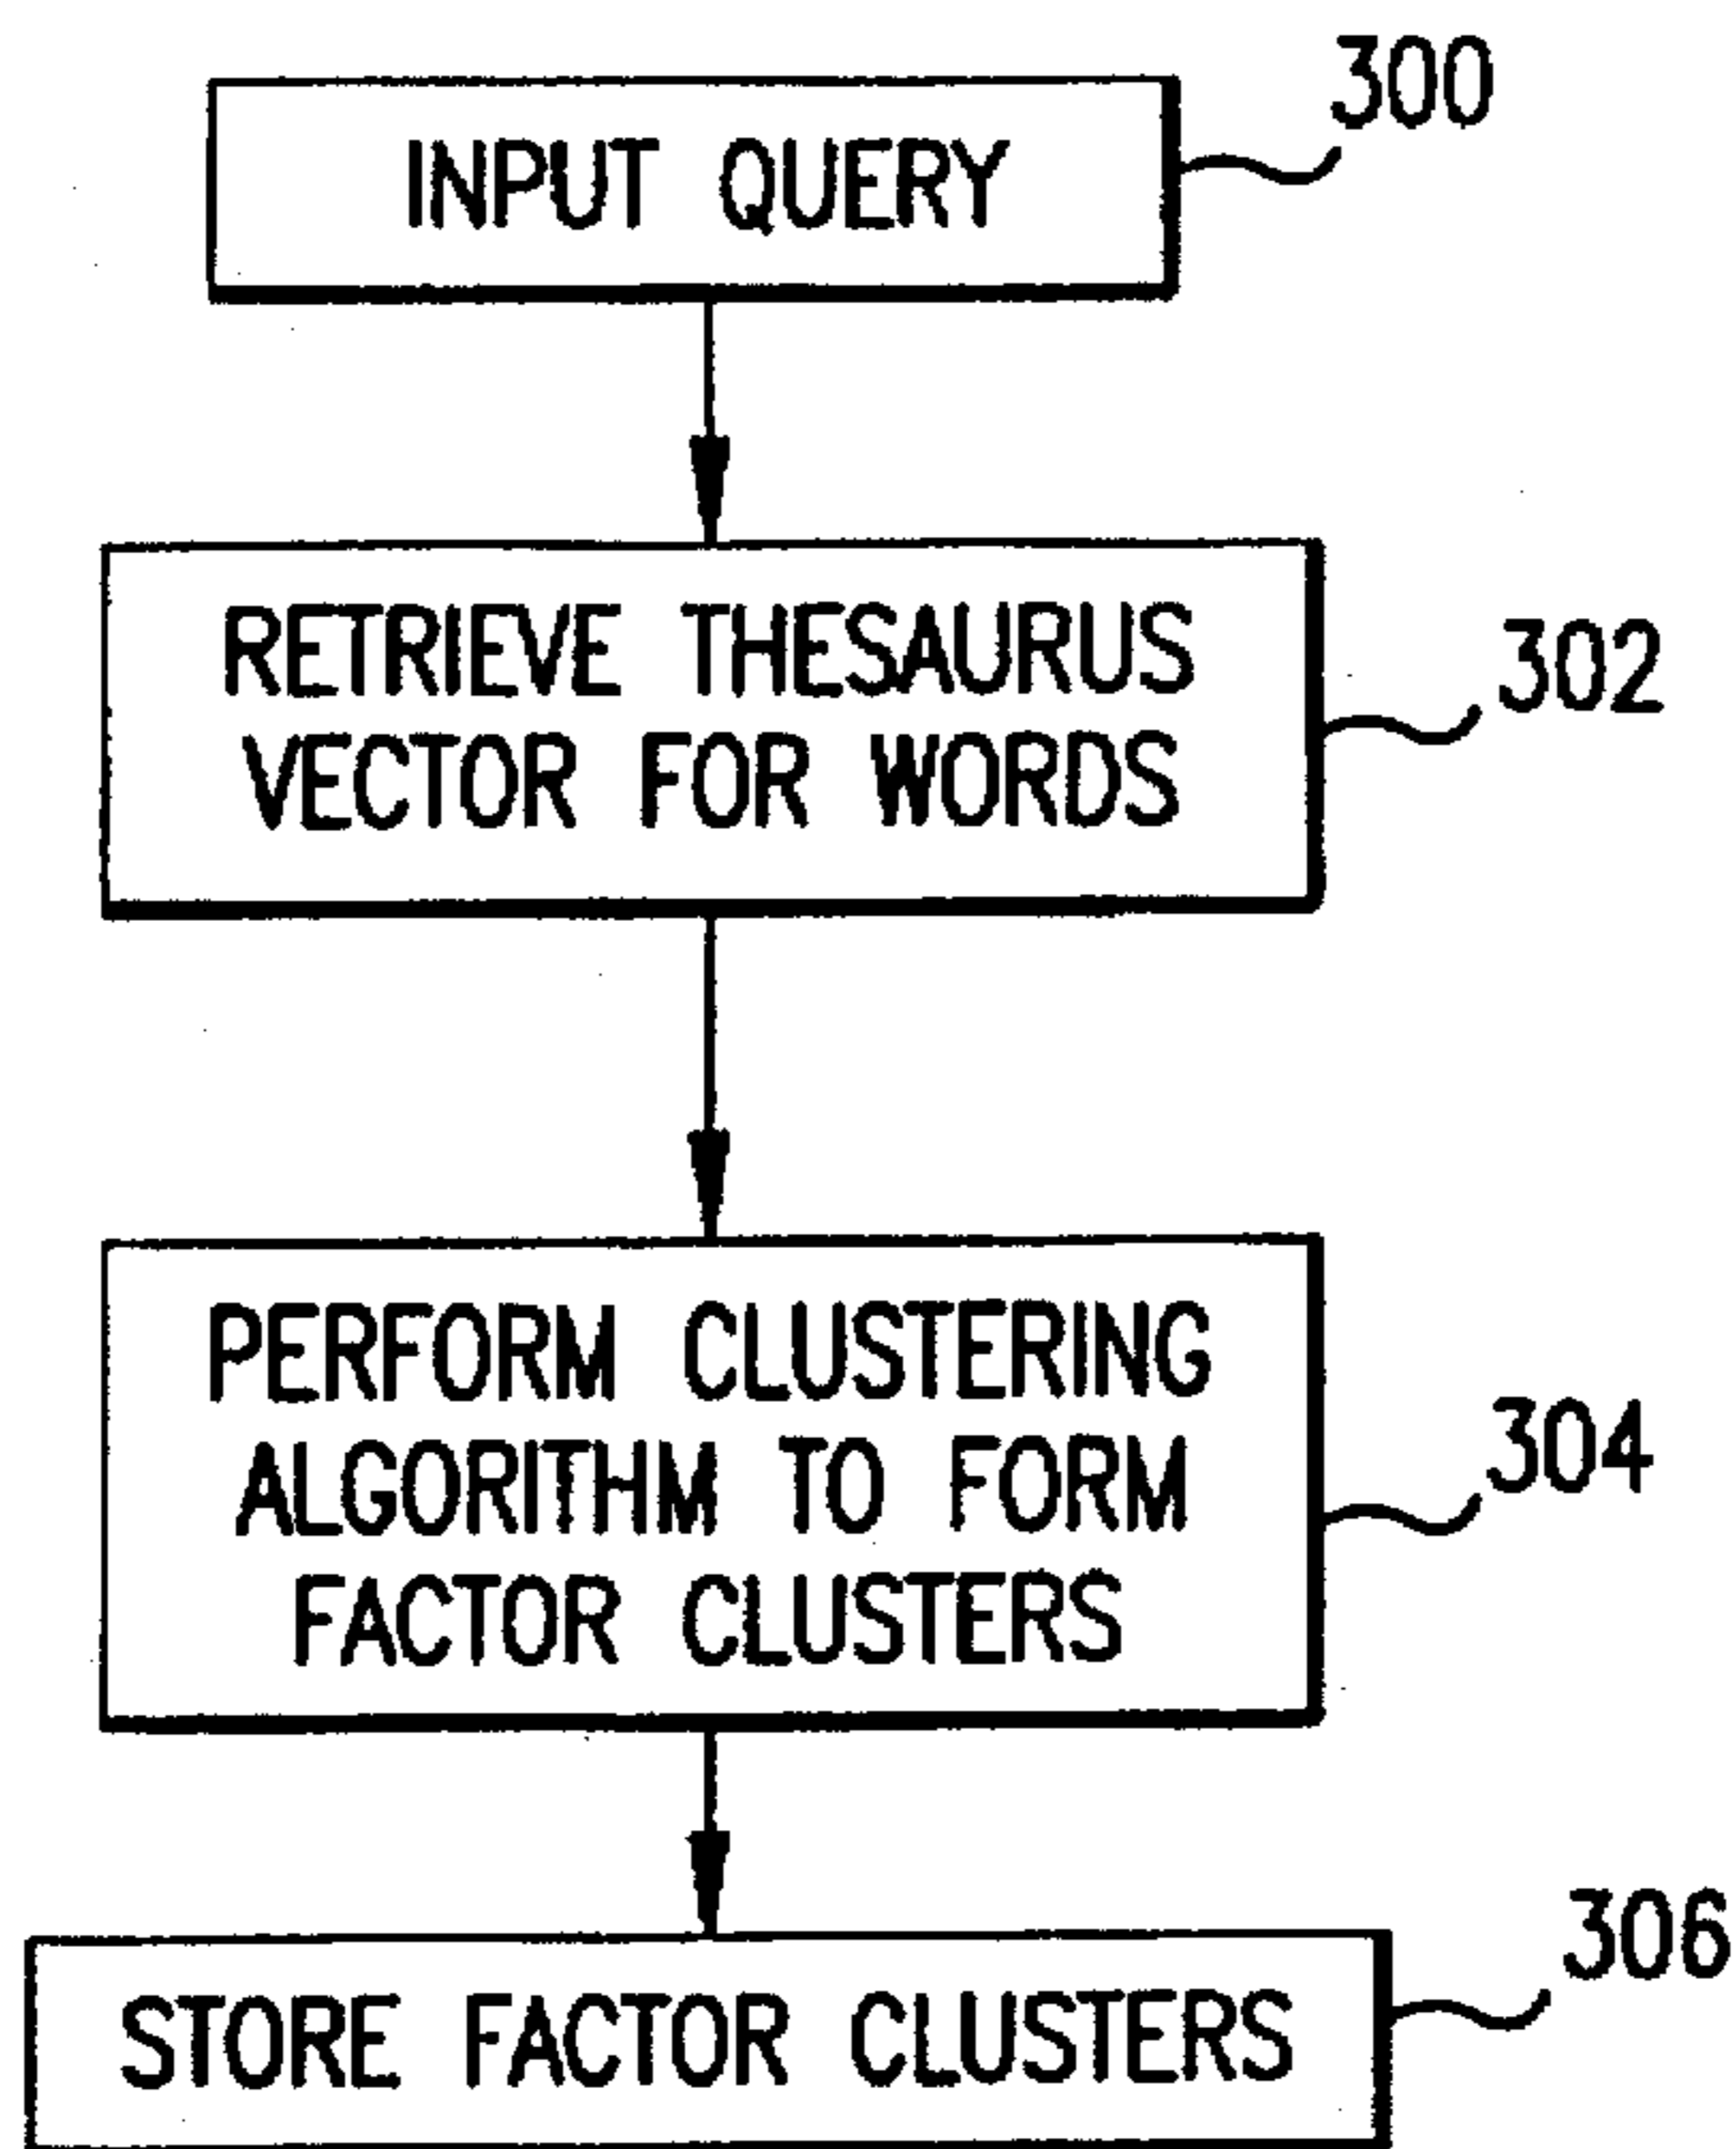 300
INPUT QUERY
RETRIEVE THESAURUS
VECTOR FOR WORDS
302
PERFORM CLUSTERING
ALGORITHM TO FORM
FACTOR CLUSTERS
304
306
STORE FACTOR CLUSTERS